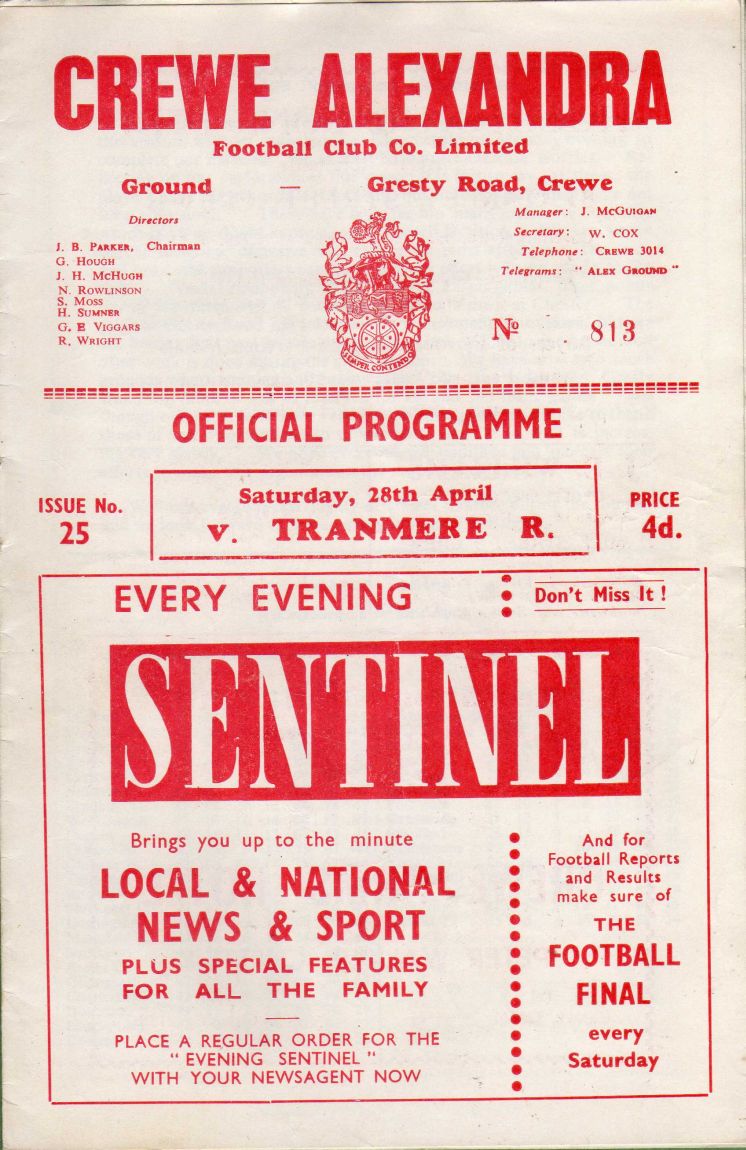 CREWE ALEXANDRA
Football Club Co. Limited
Ground — Gresty Road, Crewe
Directors
J. B. PARKER, Chairman
G. HOUGH
J. H. MCHUGH
N. ROWLINSON
S. MOSS
H. SUMNER
G. E VIGGARS
R. WRIGHT
SEMPER CONTENDO
Manager: J. MCGUIGAN
Secretary: W. COX
Telephone: CREWE 3014
Telegrams: "ALEX GROUND"
No 813
OFFICIAL PROGRAMME
ISSUE No.
25
Saturday, 28th April
v. TRANMERE R.
PRICE
4d.
EVERY EVENING
Don't Miss It!
SENTINEL
Brings you up to the minute
LOCAL & NATIONAL
NEWS & SPORT
PLUS SPECIAL FEATURES
FOR ALL THE FAMILY
PLACE A REGULAR ORDER FOR THE
"EVENING SENTINEL"
WITH YOUR NEWSAGENT NOW
And for
Football Reports
and Results
make sure of
THE
FOOTBALL
FINAL
every
Saturday